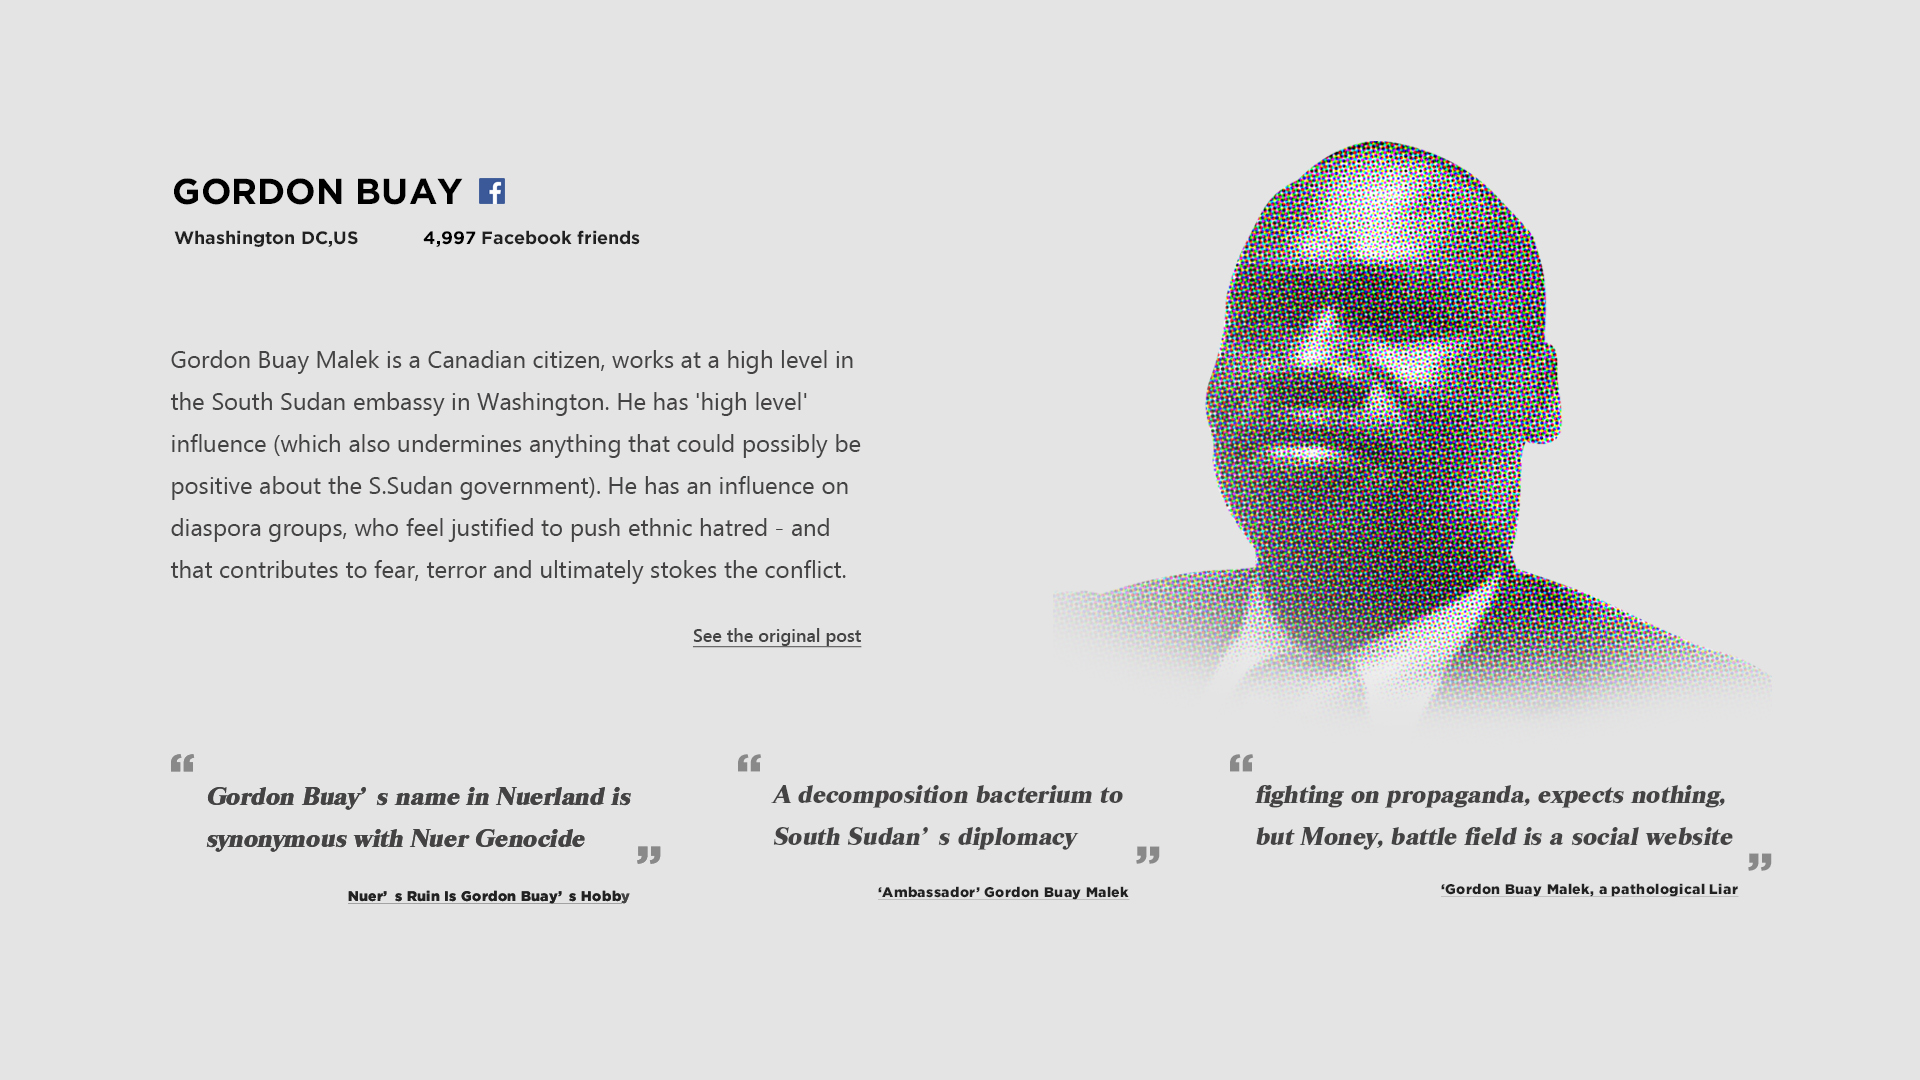 GORDON BUAY
Whashington DC,US 4,997 Facebook friends
Gordon Buay Malek is a Canadian citizen, works at a high level in
the South Sudan embassy in Washington. He has 'high level'
influence (which also undermines anything that could possibly be
positive about the S.Sudan government). He has an influence on
diaspora groups, who feel justified to push ethnic hatred - and
that contributes to fear, terror and ultimately stokes the conflict.
See the original post
“ Gordon Buay’ s name in Nuerland is
synonymous with Nuer Genocide ”
Nuer’ s Ruin Is Gordon Buay’ s Hobby
“ A decomposition bacterium to
South Sudan’ s diplomacy ”
‘Ambassador’ Gordon Buay Malek
“ fighting on propaganda, expects nothing,
but Money, battle field is a social website ”
‘Gordon Buay Malek, a pathological Liar